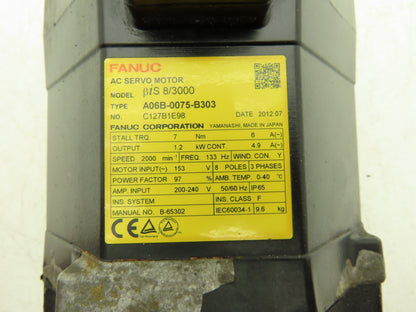 FANUC
AC SERVO MOTOR
MODEL βiS 8/3000
TYPE A06B-0075-B303
NO. C127B1E98 DATE 2012.07
FANUC CORPORATION YAMANASHI, MADE IN JAPAN
STALL TRQ. 7 Nm 6 A(~)
OUTPUT 1.2 kW CONT. 4.9 A(~)
SPEED 2000 min⁻¹ FREQ. 133 Hz WIND. CON. Y
MOTOR INPUT(~) 153 V 8 POLES 3 PHASES
POWER FACTOR 97 % AMB. TEMP. 0-40 °C
AMP. INPUT 200-240 V 50/60 Hz IP65
INS. SYSTEM INS. CLASS F
MANUAL NO. B-65302 IEC60034-1 9.6 kg
CE